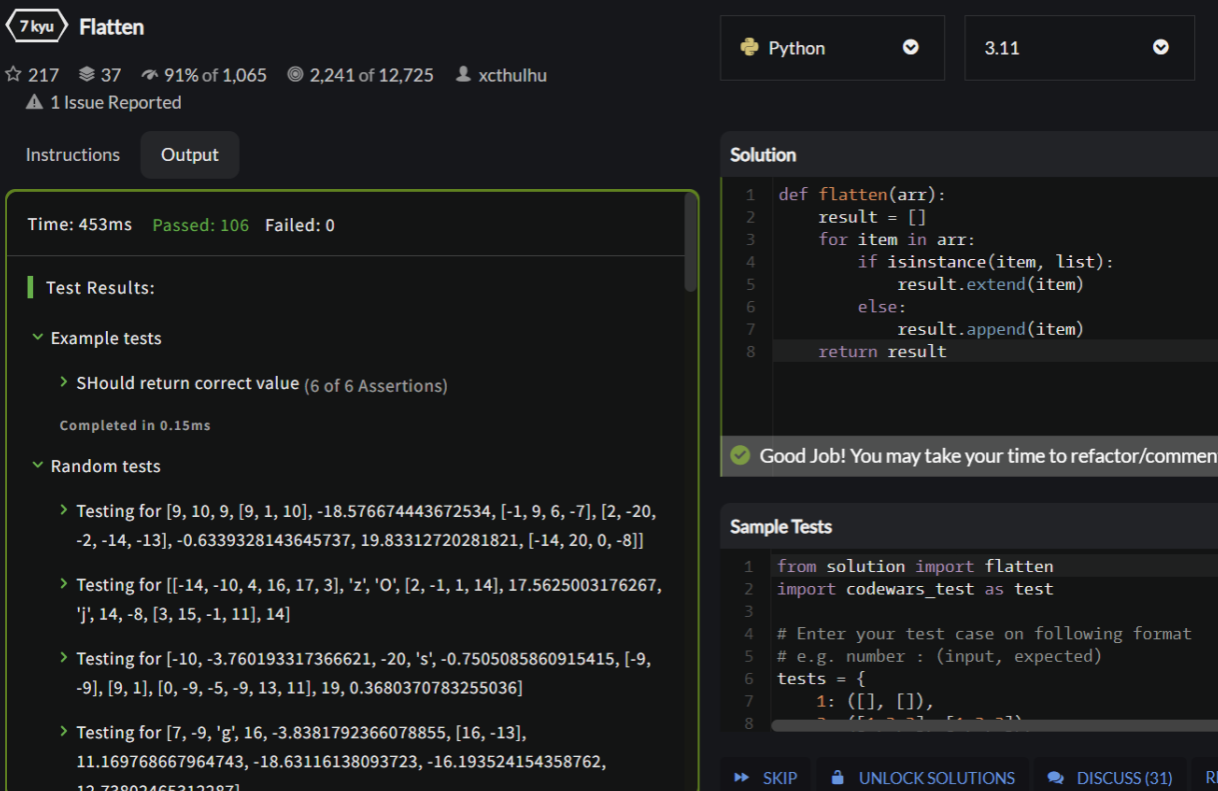 7 kyu Flatten
217 37 91% of 1,065 2,241 of 12,725 xcthulhu
1 Issue Reported
Instructions Output
Time: 453ms Passed: 106 Failed: 0
Test Results:
Example tests
SHould return correct value (6 of 6 Assertions)
Completed in 0.15ms
Random tests
Testing for [9, 10, 9, [9, 1, 10], -18.576674443672534, [-1, 9, 6, -7], [2, -20,
-2, -14, -13], -0.6339328143645737, 19.83312720281821, [-14, 20, 0, -8]]
Testing for [[-14, -10, 4, 16, 17, 3], 'z', 'O', [2, -1, 1, 14], 17.5625003176267,
'j', 14, -8, [3, 15, -1, 11], 14]
Testing for [-10, -3.760193317366621, -20, 's', -0.7505085860915415, [-9,
-9], [9, 1], [0, -9, -5, -9, 13, 11], 19, 0.3680370783255036]
Testing for [7, -9, 'g', 16, -3.8381792366078855, [16, -13],
11.169768667964743, -18.63116138093723, -16.193524154358762,
12.73802465312287]
Python 3.11
Solution
1 def flatten(arr):
2 result = []
3 for item in arr:
4 if isinstance(item, list):
5 result.extend(item)
6 else:
7 result.append(item)
8 return result
Good Job! You may take your time to refactor/commen
Sample Tests
1 from solution import flatten
2 import codewars_test as test
3
4 # Enter your test case on following format
5 # e.g. number : (input, expected)
6 tests = {
7 1: ([], []),
8
SKIP UNLOCK SOLUTIONS DISCUSS (31)